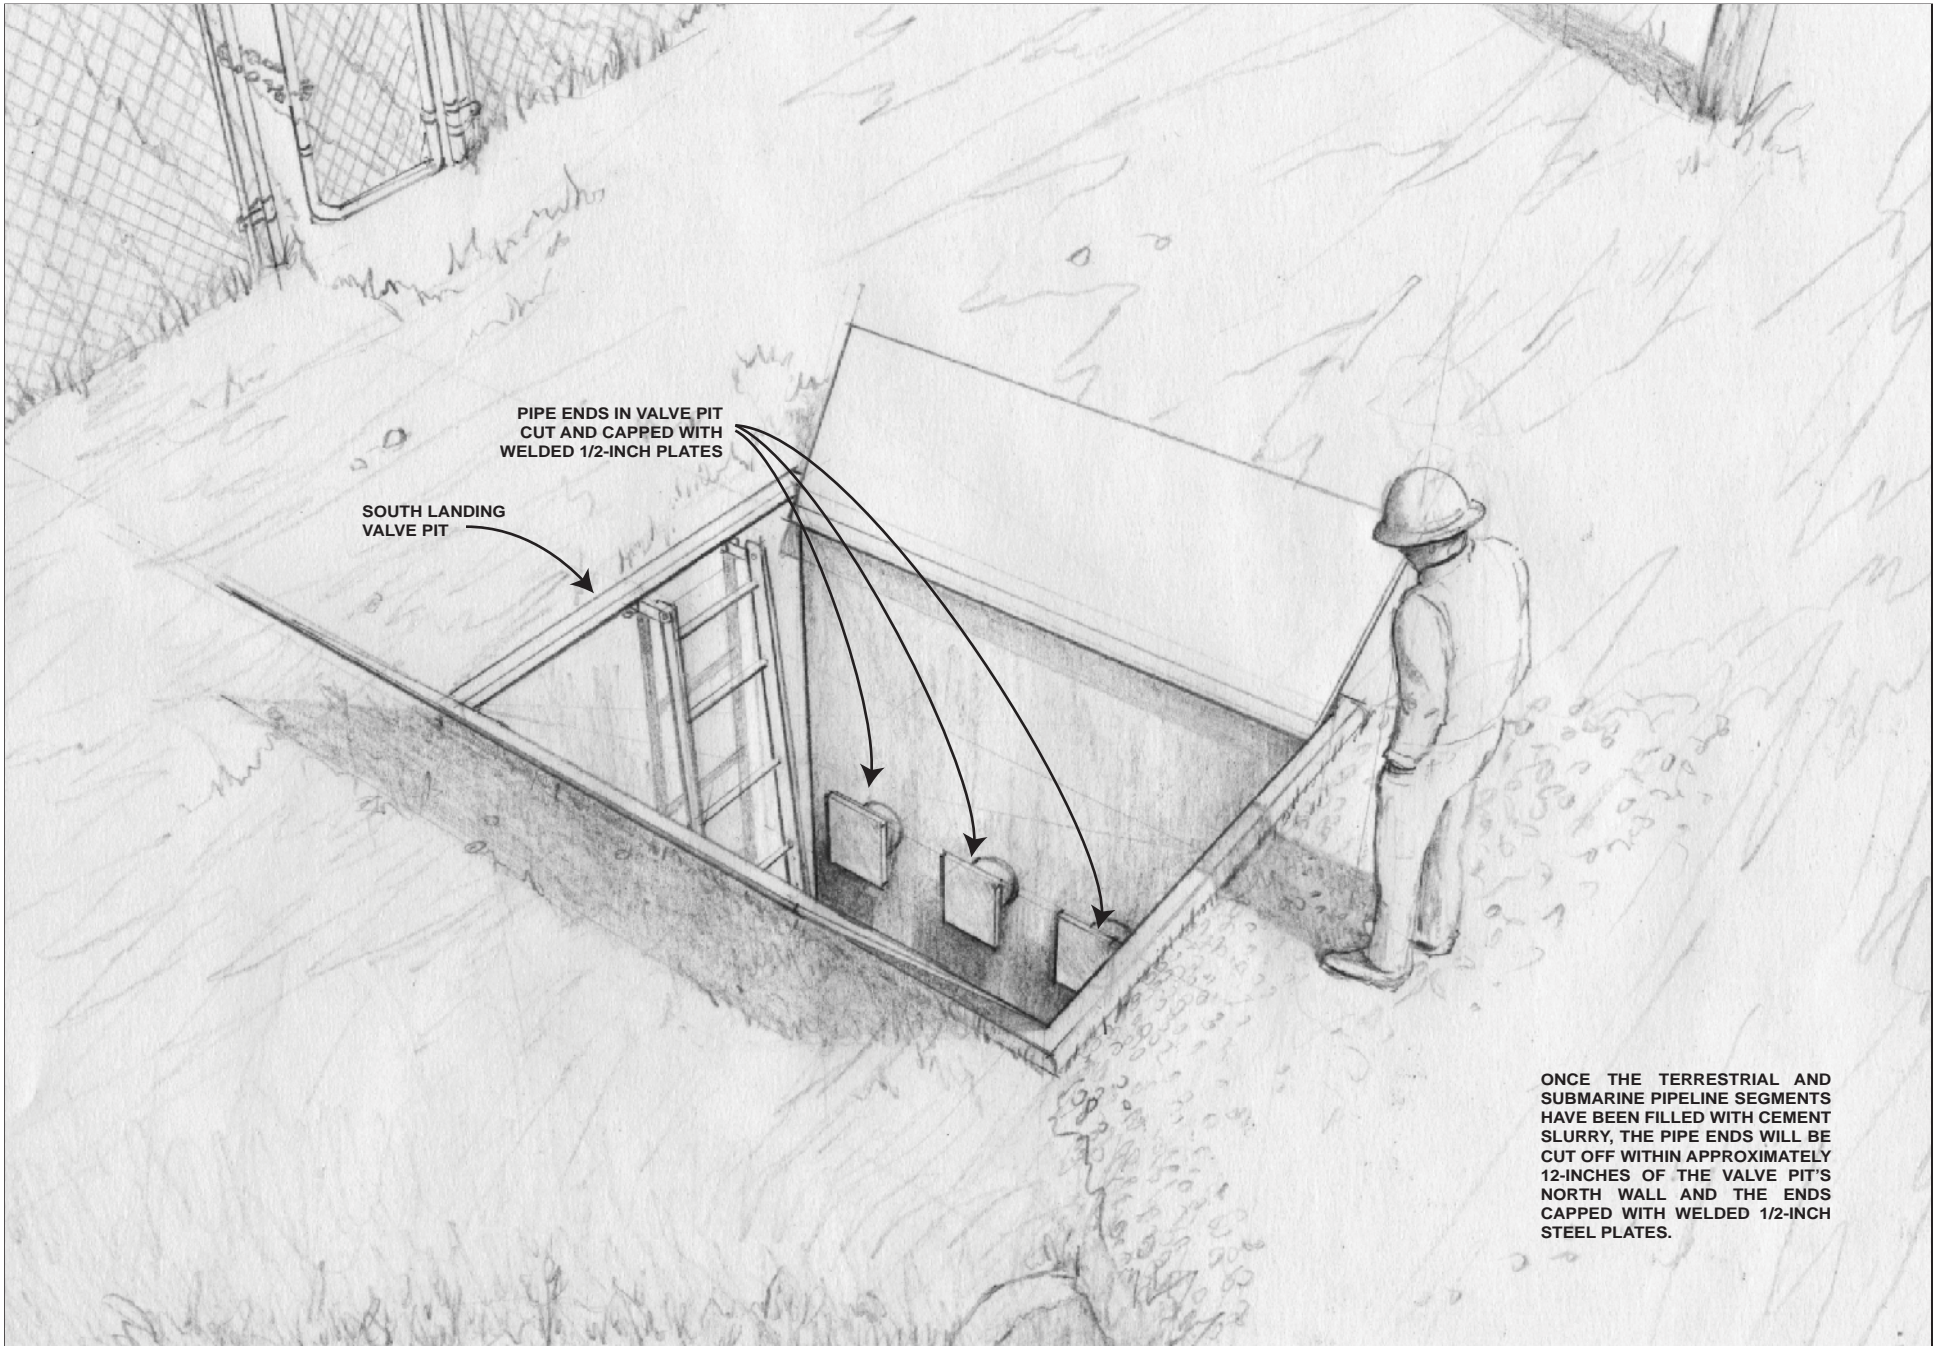 PIPE ENDS IN VALVE PIT
CUT AND CAPPED WITH
WELDED 1/2-INCH PLATES
SOUTH LANDING
VALVE PIT
ONCE THE TERRESTRIAL AND
SUBMARINE PIPELINE SEGMENTS
HAVE BEEN FILLED WITH CEMENT
SLURRY, THE PIPE ENDS WILL BE
CUT OFF WITHIN APPROXIMATELY
12-INCHES OF THE VALVE PIT'S
NORTH WALL AND THE ENDS
CAPPED WITH WELDED 1/2-INCH
STEEL PLATES.